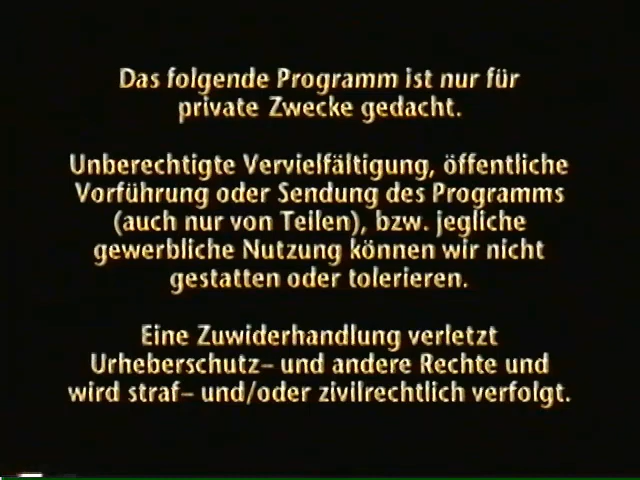 Das folgende Programm ist nur für
private Zwecke gedacht.
Unberechtigte Vervielfältigung, öffentliche
Vorführung oder Sendung des Programms
(auch nur von Teilen), bzw. jegliche
gewerbliche Nutzung können wir nicht
gestatten oder tolerieren.
Eine Zuwiderhandlung verletzt
Urheberschutz– und andere Rechte und
wird straf– und/oder zivilrechtlich verfolgt.